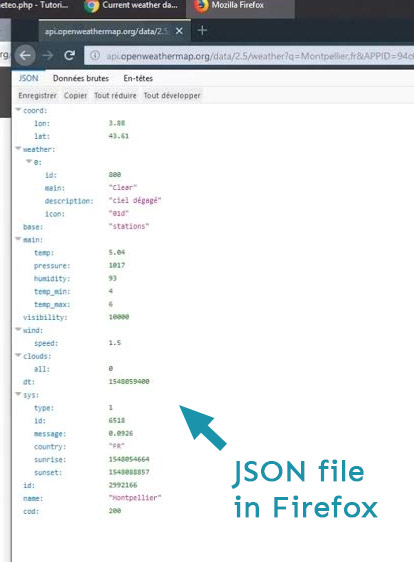 eteo.php - Tutori...
Current weather da...
Mozilla Firefox
api.openweathermap.org/data/2.5
api.openweathermap.org/data/2.5/weather?q=Montpellier,fr&APPID=94c
JSON Données brutes En-têtes
Enregistrer Copier Tout réduire Tout développer
coord:
lon: 3.88
lat: 43.61
weather:
0:
id: 800
main: "Clear"
description: "ciel dégagé"
icon: "01d"
base: "stations"
main:
temp: 5.04
pressure: 1017
humidity: 93
temp_min: 4
temp_max: 6
visibility: 10000
wind:
speed: 1.5
clouds:
all: 0
dt: 1548059400
sys:
type: 1
id: 6518
message: 0.0926
country: "FR"
sunrise: 1548054664
sunset: 1548088857
id: 2992166
name: "Montpellier"
cod: 200
JSON file
in Firefox